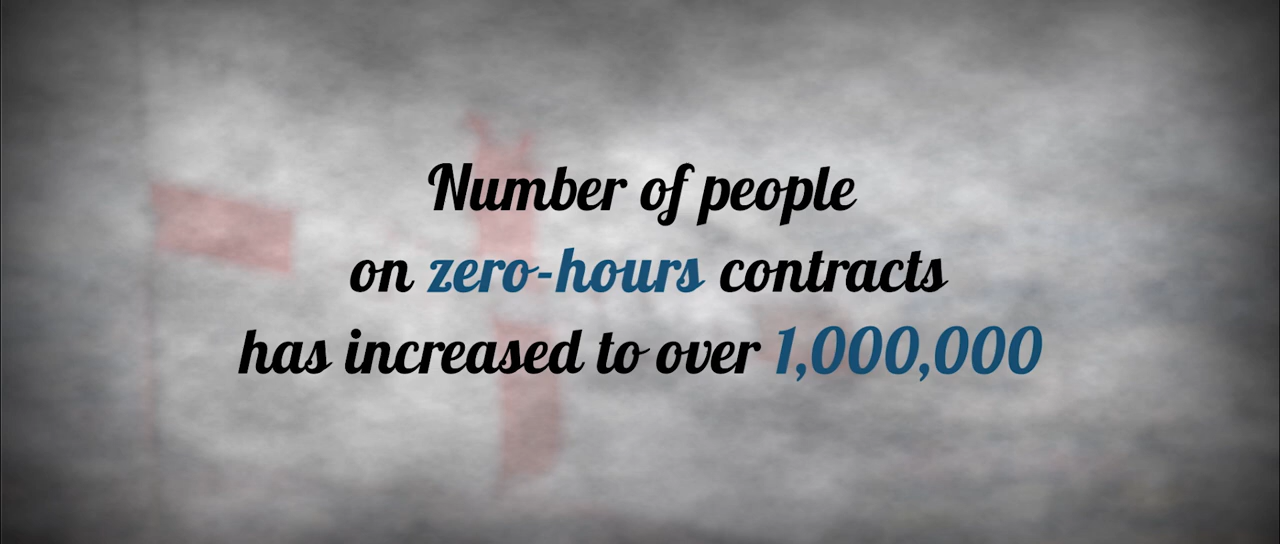 Number of people
on zero-hours contracts
has increased to over 1,000,000